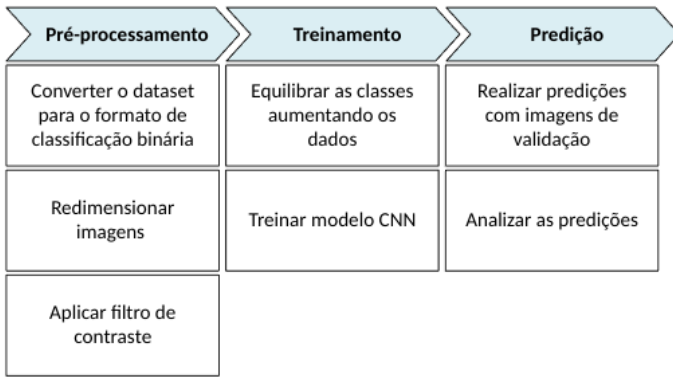 Pré-processamento
Treinamento
Predição
Converter o dataset
para o formato de
classificação binária
Equilibrar as classes
aumentando os
dados
Realizar predições
com imagens de
validação
Redimensionar
imagens
Treinar modelo CNN
Analizar as predições
Aplicar filtro de
contraste